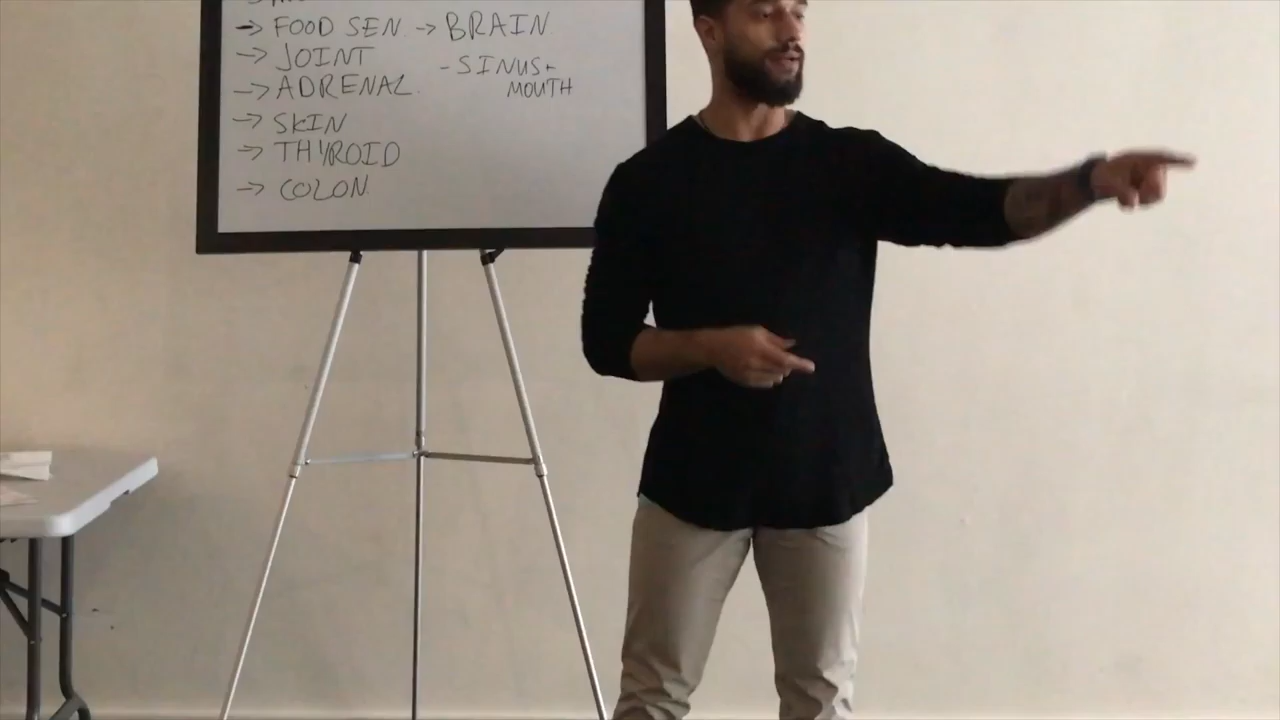 → FOOD SEN. → BRAIN
→ JOINT
- SINUS +
MOUTH
→ ADRENAL.
→ SKIN
→ THYROID
→ COLON